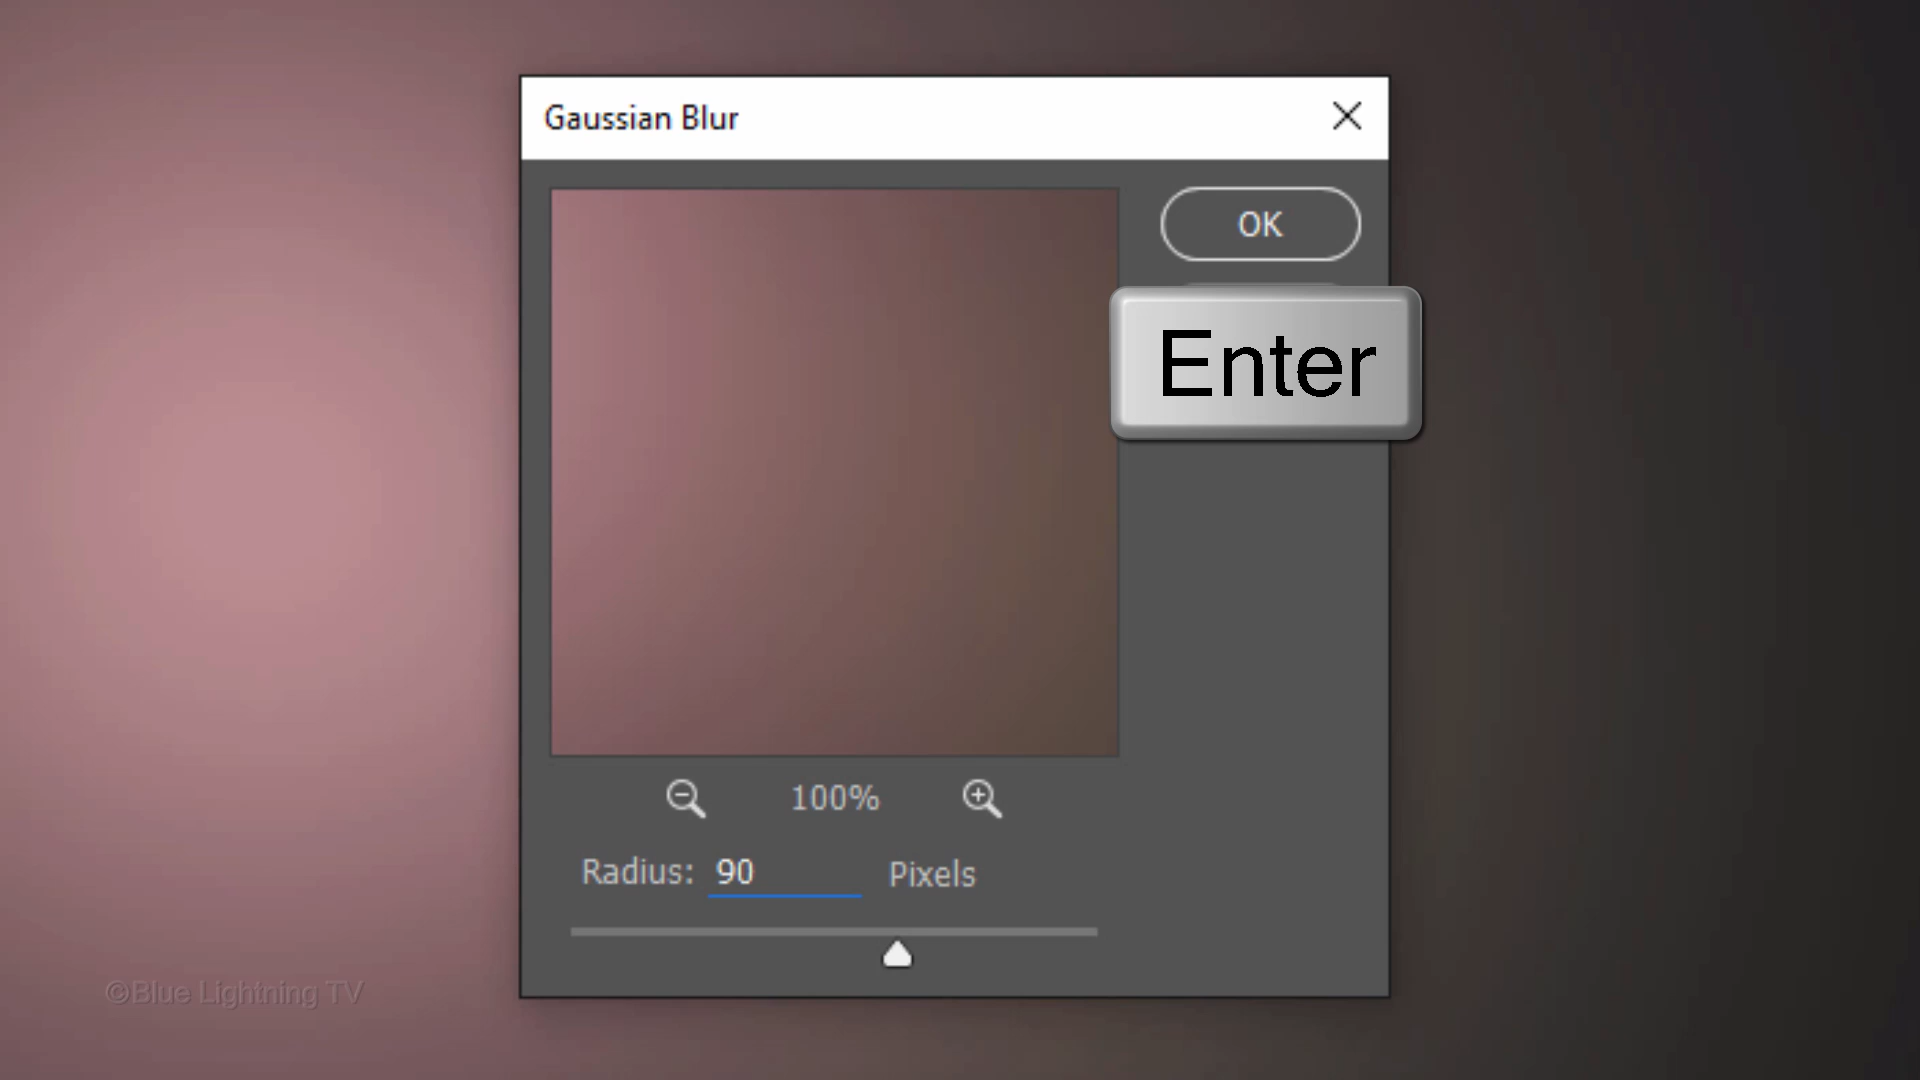 Gaussian Blur
OK
Enter
100%
Radius: 90 Pixels
©Blue Lightning TV